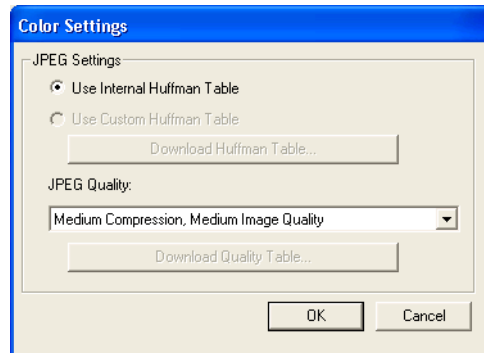 Color Settings
JPEG Settings
Use Internal Huffman Table
Use Custom Huffman Table
Download Huffman Table...
JPEG Quality:
Medium Compression, Medium Image Quality
Download Quality Table...
OK Cancel